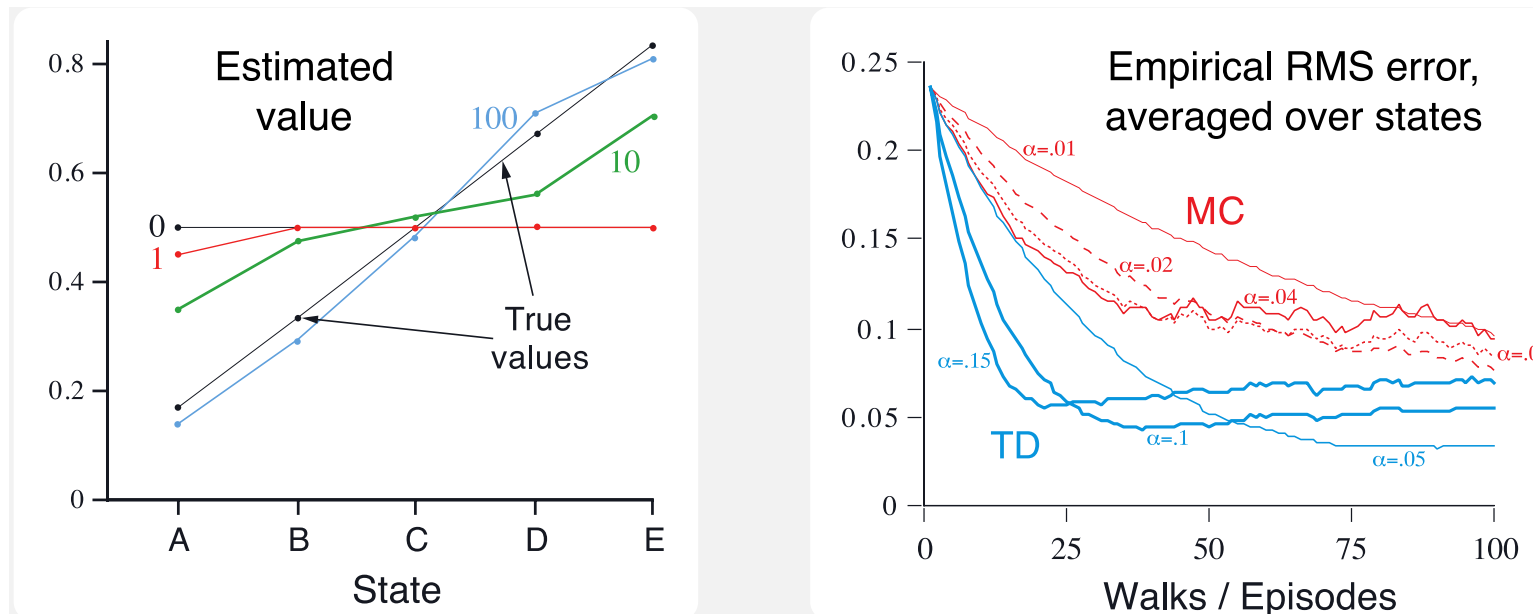 Estimated
value
0.8
0.6
0.4
0.2
0
0
1
10
100
True
values
A B C D E
State
Empirical RMS error,
averaged over states
0.25
0.2
0.15
0.1
0.05
0
α=.01
MC
α=.02
α=.04
α=.0
α=.15
TD
α=.1
α=.05
0 25 50 75 100
Walks / Episodes